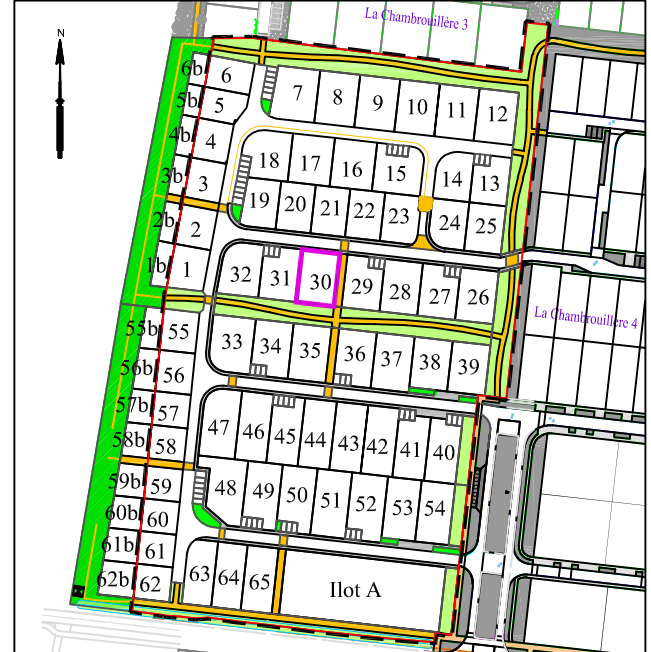 La Chambrouillère 3
N
6b 6
5b 5
7 8 9 10 11 12
4b 4
3b 3
18 17 16 15 14 13
19 20 21 22 23 24 25
2b 2
1b 1
32 31 30 29 28 27 26
La Chambrouillère 4
55b 55
33 34 35 36 37 38 39
56b 56
57b 57
58b 58
47 46 45 44 43 42 41 40
59b 59
48 49 50 51 52 53 54
60b 60
61b 61
62b 62
63 64 65 Ilot A